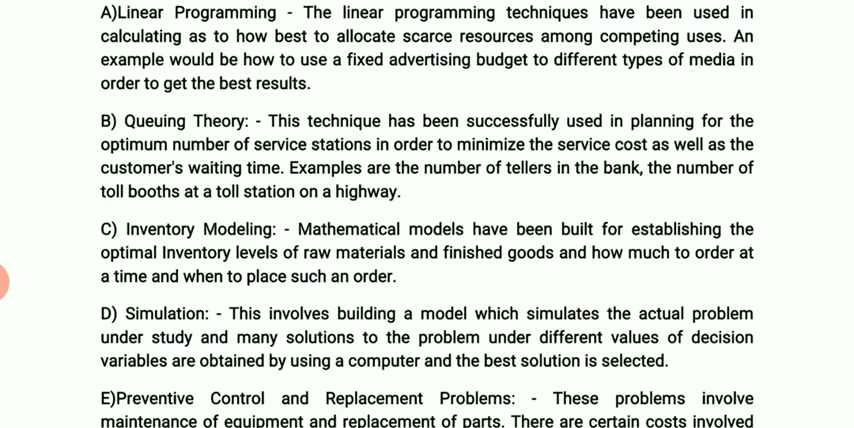 A)Linear Programming - The linear programming techniques have been used in
calculating as to how best to allocate scarce resources among competing uses. An
example would be how to use a fixed advertising budget to different types of media in
order to get the best results.
B) Queuing Theory: - This technique has been successfully used in planning for the
optimum number of service stations in order to minimize the service cost as well as the
customer's waiting time. Examples are the number of tellers in the bank, the number of
toll booths at a toll station on a highway.
C) Inventory Modeling: - Mathematical models have been built for establishing the
optimal Inventory levels of raw materials and finished goods and how much to order at
a time and when to place such an order.
D) Simulation: - This involves building a model which simulates the actual problem
under study and many solutions to the problem under different values of decision
variables are obtained by using a computer and the best solution is selected.
E)Preventive Control and Replacement Problems: - These problems involve
maintenance of equipment and replacement of parts. There are certain costs involved